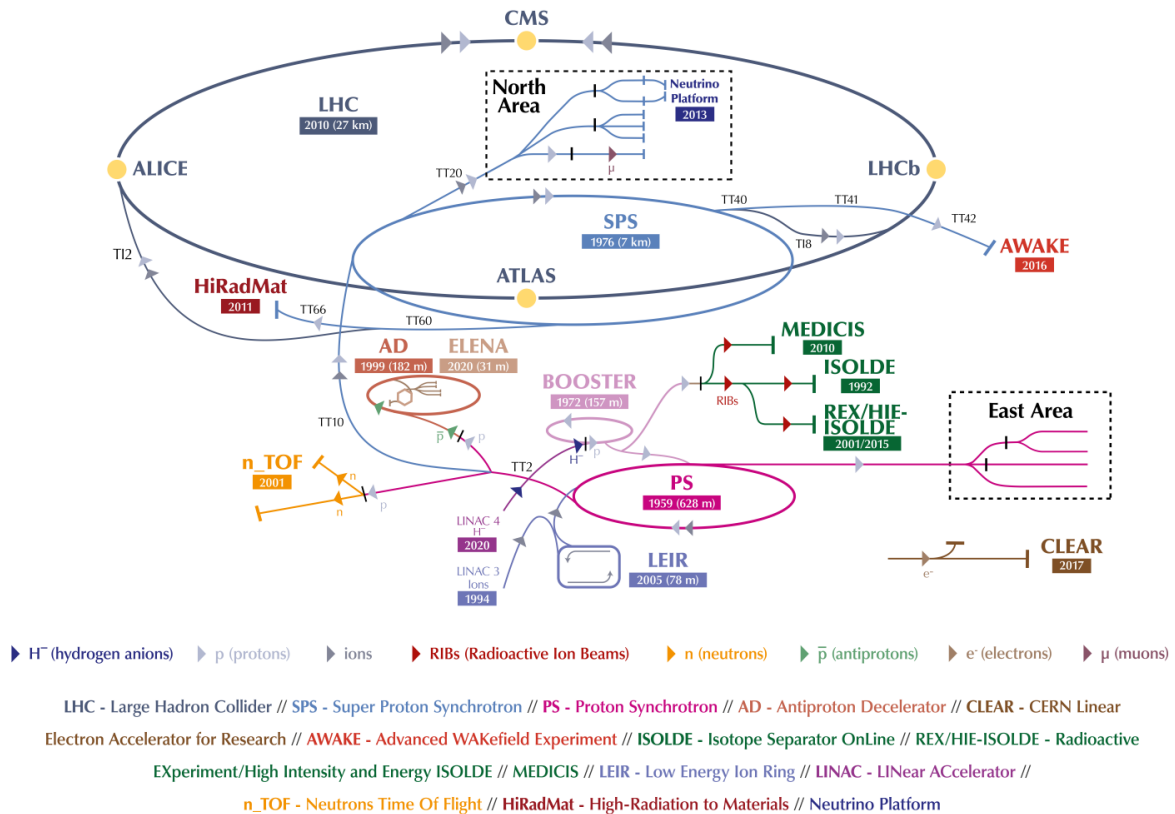 CMS
North
Area
Neutrino
Platform
2013
LHC
2010 (27 km)
μ
ALICE
LHCb
TT20
TT40
TT41
TT42
SPS
1976 (7 km)
TI8
AWAKE
2016
TI2
ATLAS
HiRadMat
2011
TT66
TT60
MEDICIS
2010
AD
1999 (182 m)
ELENA
2020 (31 m)
ISOLDE
1992
BOOSTER
1972 (157 m)
RIBs
REX/HIE-
ISOLDE
2001/2015
East Area
TT10
p̅
p
H⁻
p
n_TOF
2001
n
n
p
TT2
PS
1959 (628 m)
LINAC 4
H⁻
2020
LINAC 3
Ions
1994
LEIR
2005 (78 m)
e⁻
CLEAR
2017
H⁻ (hydrogen anions) p (protons) ions RIBs (Radioactive Ion Beams) n (neutrons) p̅ (antiprotons) e⁻ (electrons) μ (muons)
LHC - Large Hadron Collider // SPS - Super Proton Synchrotron // PS - Proton Synchrotron // AD - Antiproton Decelerator // CLEAR - CERN Linear
Electron Accelerator for Research // AWAKE - Advanced WAKefield Experiment // ISOLDE - Isotope Separator OnLine // REX/HIE-ISOLDE - Radioactive
EXperiment/High Intensity and Energy ISOLDE // MEDICIS // LEIR - Low Energy Ion Ring // LINAC - LINear ACcelerator //
n_TOF - Neutrons Time Of Flight // HiRadMat - High-Radiation to Materials // Neutrino Platform